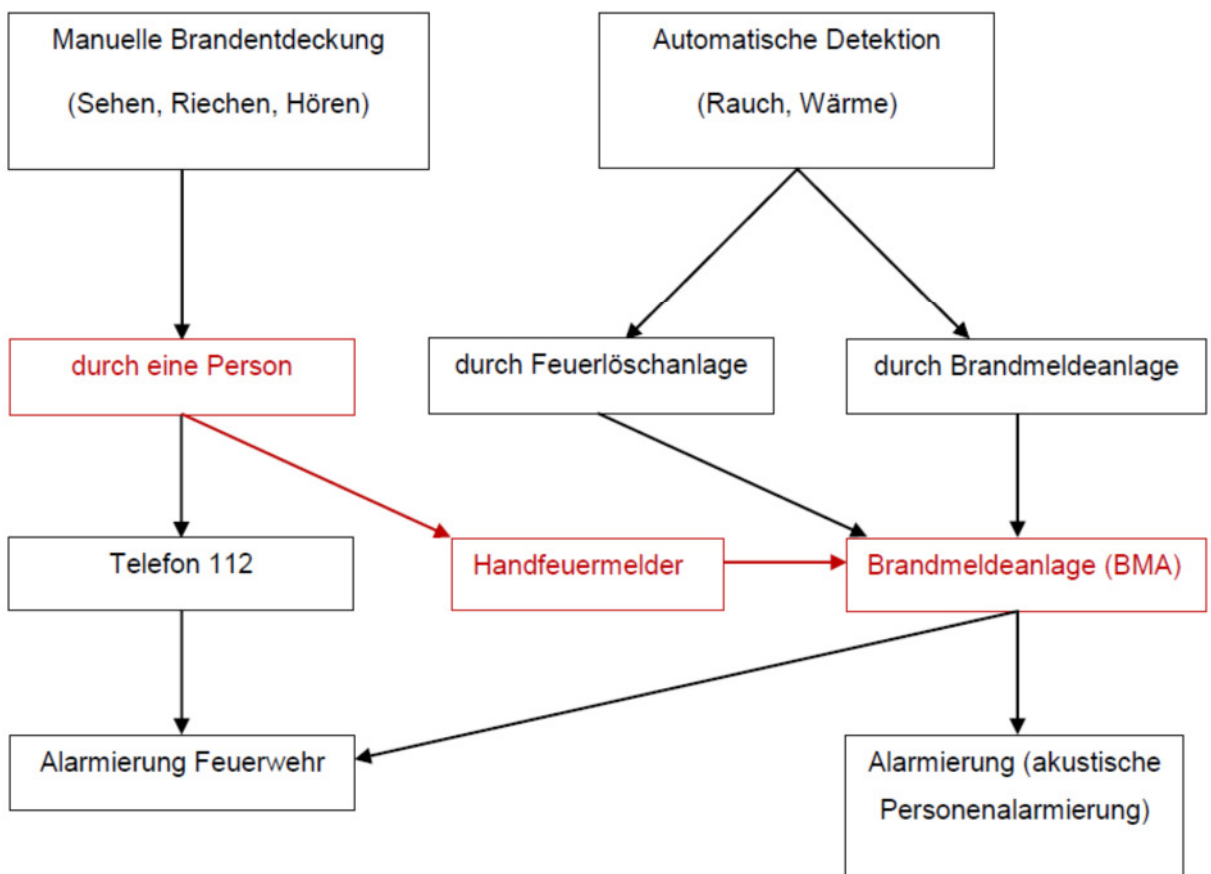 Manuelle Brandentdeckung
(Sehen, Riechen, Hören)
Automatische Detektion
(Rauch, Wärme)
durch eine Person
durch Feuerlöschanlage
durch Brandmeldeanlage
Telefon 112
Handfeuermelder
Brandmeldeanlage (BMA)
Alarmierung Feuerwehr
Alarmierung (akustische
Personenalarmierung)